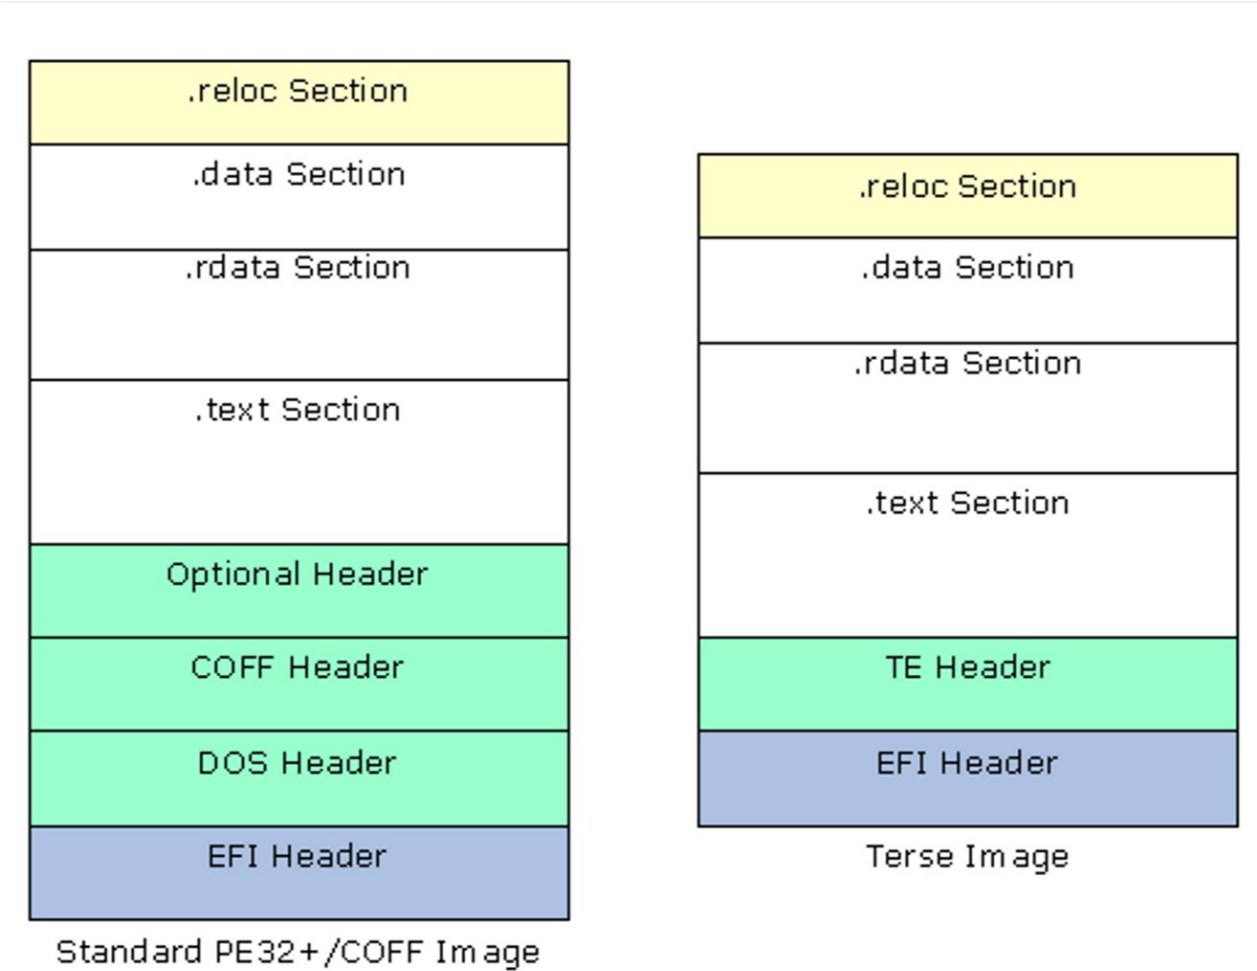 .reloc Section
.data Section
.rdata Section
.text Section
Optional Header
COFF Header
DOS Header
EFI Header
Standard PE32+/COFF Image
.reloc Section
.data Section
.rdata Section
.text Section
TE Header
EFI Header
Terse Image